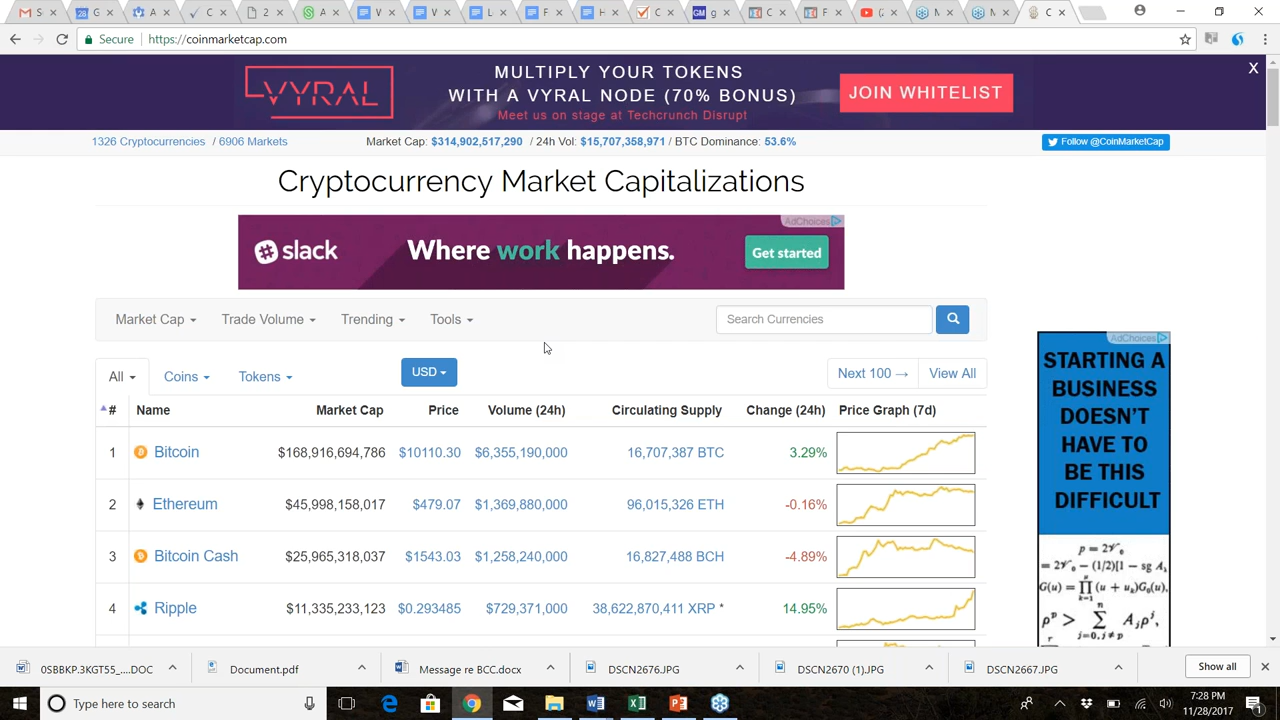 S
28
G
A
C
2
A
W
W
L
F
H
C
GM g
C
F
(2
M
M
C
Secure
https://coinmarketcap.com
VYRAL
MULTIPLY YOUR TOKENS
WITH A VYRAL NODE (70% BONUS)
Meet us on stage at Techcrunch Disrupt
JOIN WHITELIST
X
1326 Cryptocurrencies / 6906 Markets
Market Cap: $314,902,517,290 / 24h Vol: $15,707,358,971 / BTC Dominance: 53.6%
Follow @CoinMarketCap
Cryptocurrency Market Capitalizations
slack
Where work happens.
Get started
AdChoices
Market Cap
Trade Volume
Trending
Tools
Search Currencies
All
Coins
Tokens
USD
Next 100 →
View All
# Name Market Cap Price Volume (24h) Circulating Supply Change (24h) Price Graph (7d)
1 Bitcoin $168,916,694,786 $10110.30 $6,355,190,000 16,707,387 BTC 3.29%
2 Ethereum $45,998,158,017 $479.07 $1,369,880,000 96,015,326 ETH -0.16%
3 Bitcoin Cash $25,965,318,037 $1543.03 $1,258,240,000 16,827,488 BCH -4.89%
4 Ripple $11,335,233,123 $0.293485 $729,371,000 38,622,870,411 XRP * 14.95%
AdChoices
STARTING A
BUSINESS
DOESN'T
HAVE TO
BE THIS
DIFFICULT
0SBBKP.3KGT55_....DOC
Document.pdf
Message re BCC.docx
DSCN2676.JPG
DSCN2670 (1).JPG
DSCN2667.JPG
Show all
Type here to search
7:28 PM
11/28/2017